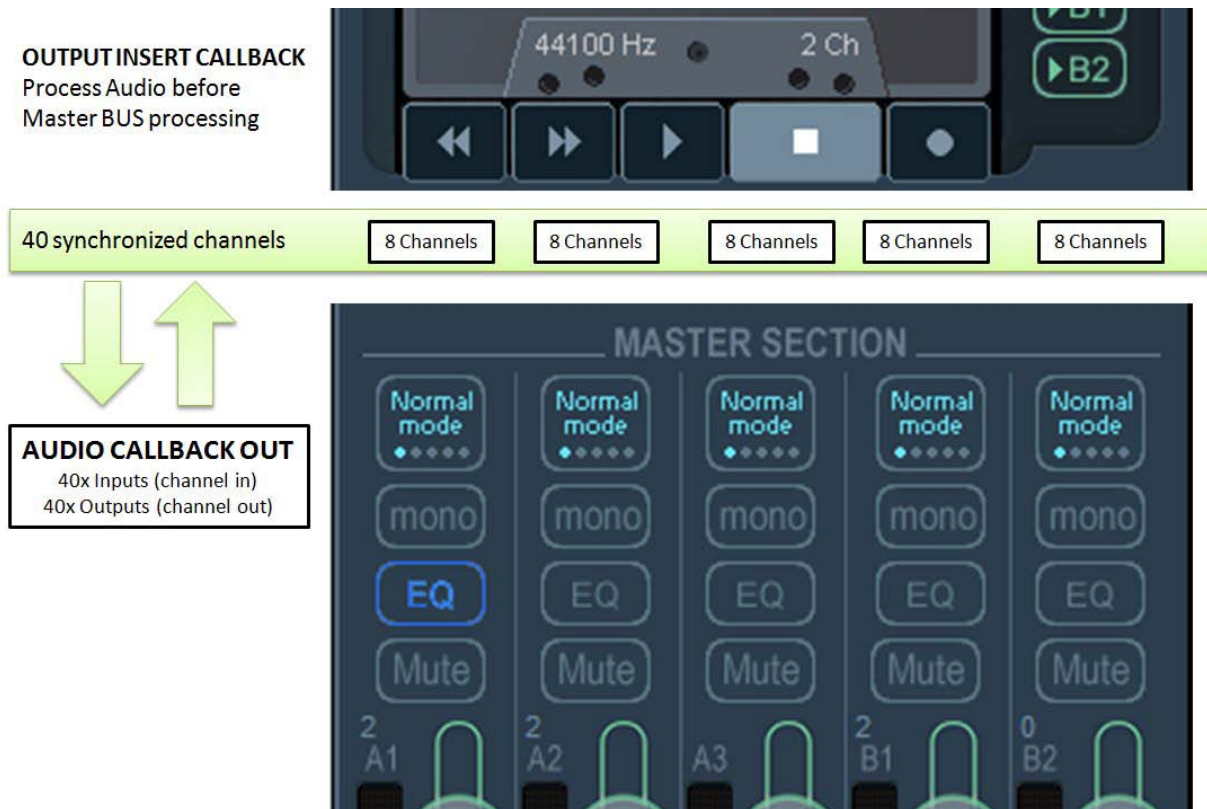 OUTPUT INSERT CALLBACK
Process Audio before
Master BUS processing
44100 Hz 2 Ch
B1
B2
40 synchronized channels
8 Channels 8 Channels 8 Channels 8 Channels 8 Channels
AUDIO CALLBACK OUT
40x Inputs (channel in)
40x Outputs (channel out)
MASTER SECTION
Normal mode Normal mode Normal mode Normal mode Normal mode
mono mono mono mono mono
EQ EQ EQ EQ EQ
Mute Mute Mute Mute Mute
2 2 2 0
A1 A2 A3 B1 B2